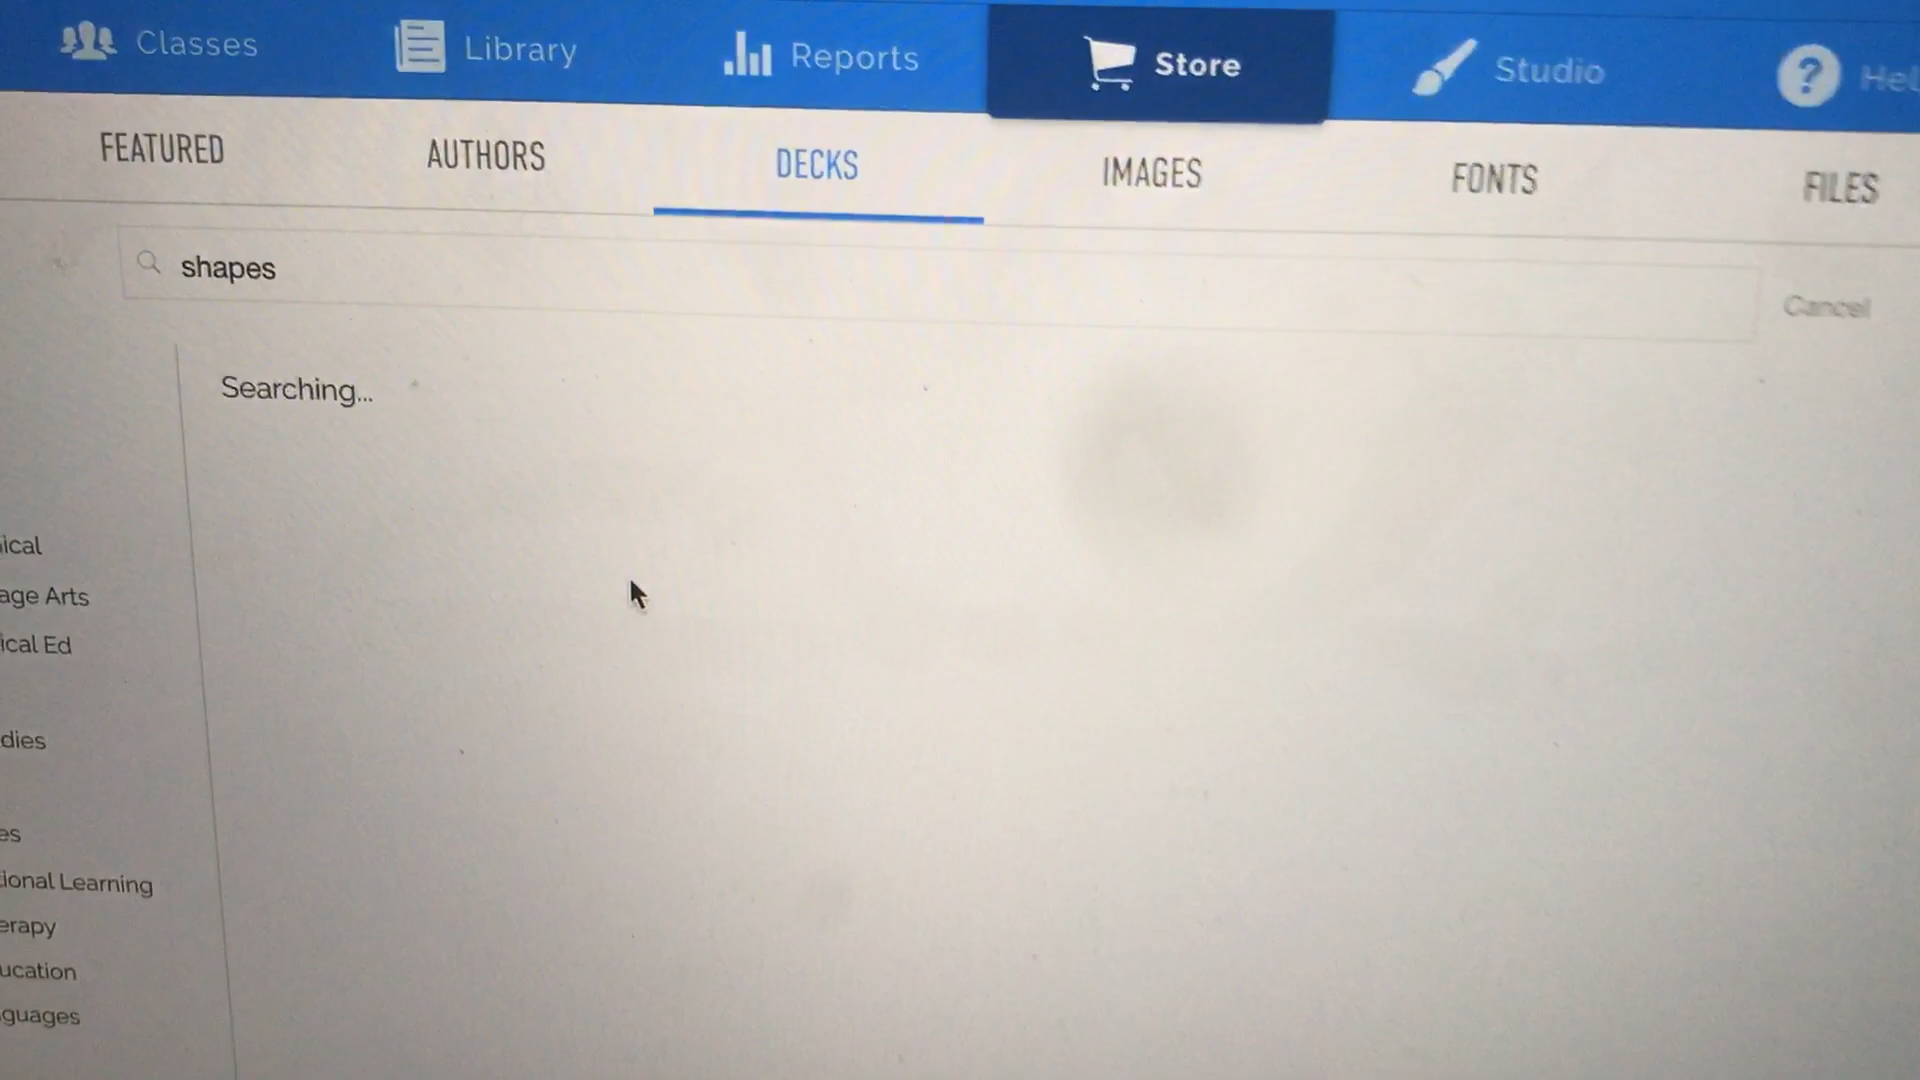 Classes Library Reports Store Studio
FEATURED AUTHORS DECKS IMAGES FONTS FILES
shapes
Cancel
Searching...
ical
age Arts
ical Ed
dies
es
ional Learning
erapy
ucation
guages